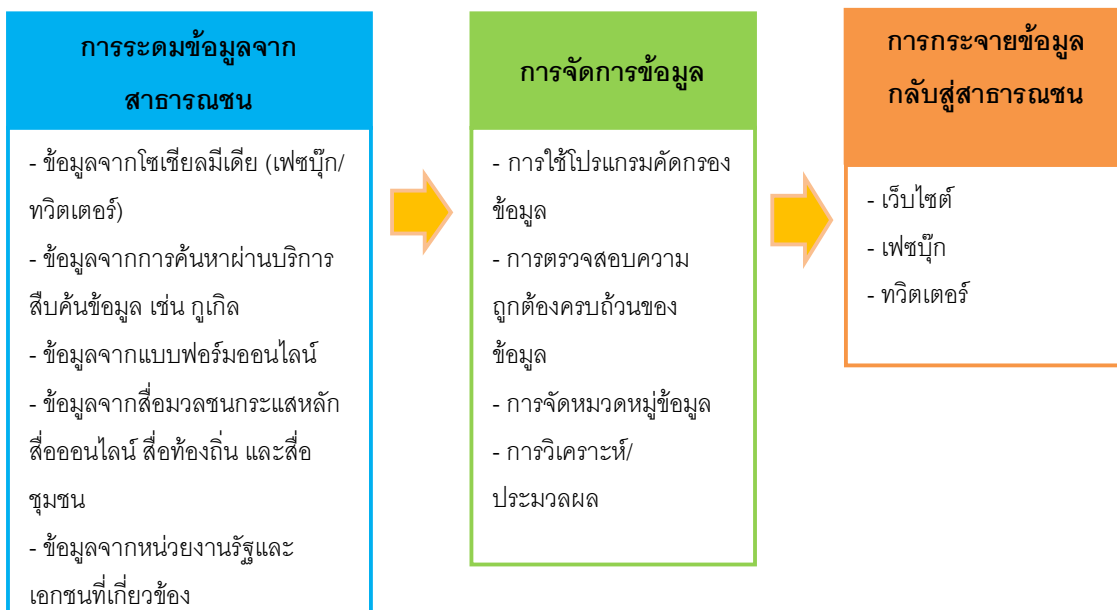 การระดมข้อมูลจาก
สาธารณชน
- ข้อมูลจากโซเชียลมีเดีย (เฟซบุ๊ก/
ทวิตเตอร์)
- ข้อมูลจากการค้นหาผ่านบริการ
สืบค้นข้อมูล เช่น กูเกิล
- ข้อมูลจากแบบฟอร์มออนไลน์
- ข้อมูลจากสื่อมวลชนกระแสหลัก
สื่อออนไลน์ สื่อท้องถิ่น และสื่อ
ชุมชน
- ข้อมูลจากหน่วยงานรัฐและ
เอกชนที่เกี่ยวข้อง
การจัดการข้อมูล
- การใช้โปรแกรมคัดกรอง
ข้อมูล
- การตรวจสอบความ
ถูกต้องครบถ้วนของ
ข้อมูล
- การจัดหมวดหมู่ข้อมูล
- การวิเคราะห์/
ประมวลผล
การกระจายข้อมูล
กลับสู่สาธารณชน
- เว็บไซต์
- เฟซบุ๊ก
- ทวิตเตอร์